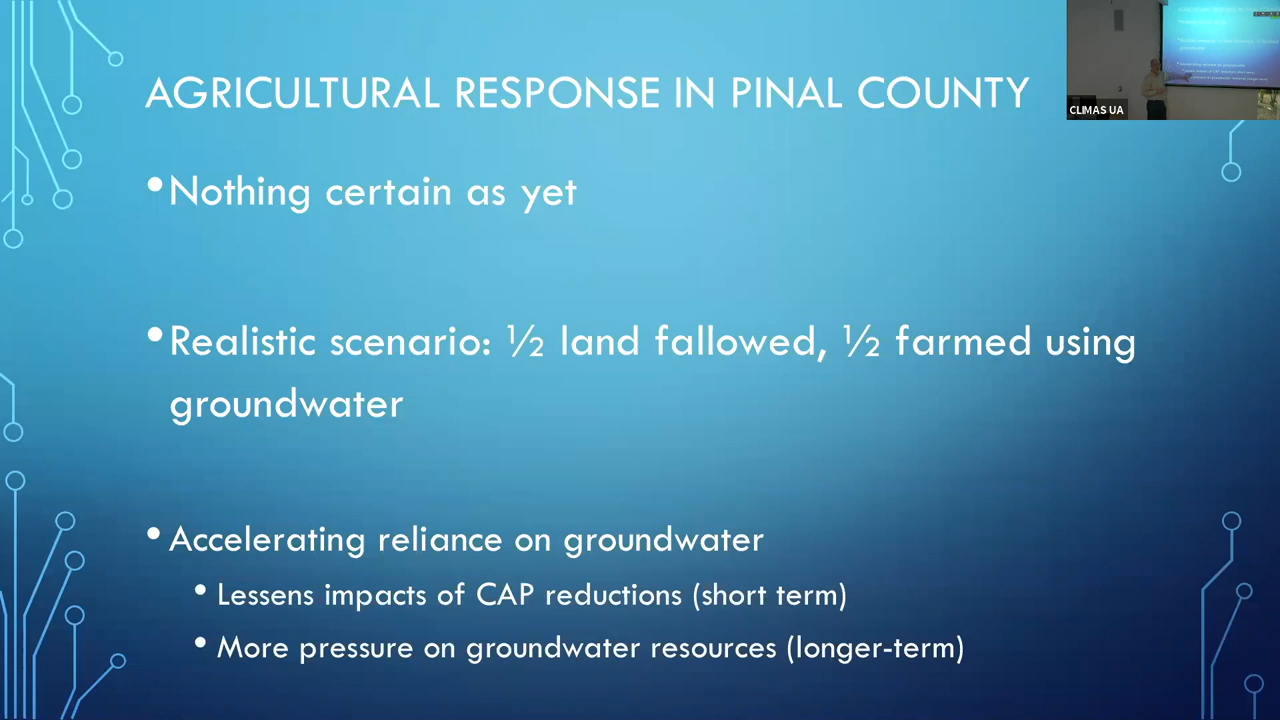 AGRICULTURAL RESPONSE IN PINAL COUNTY
CLIMAS UA
•Nothing certain as yet
•Realistic scenario: ½ land fallowed, ½ farmed using
groundwater
• Accelerating reliance on groundwater
• Lessens impacts of CAP reductions (short term)
• More pressure on groundwater resources (longer-term)